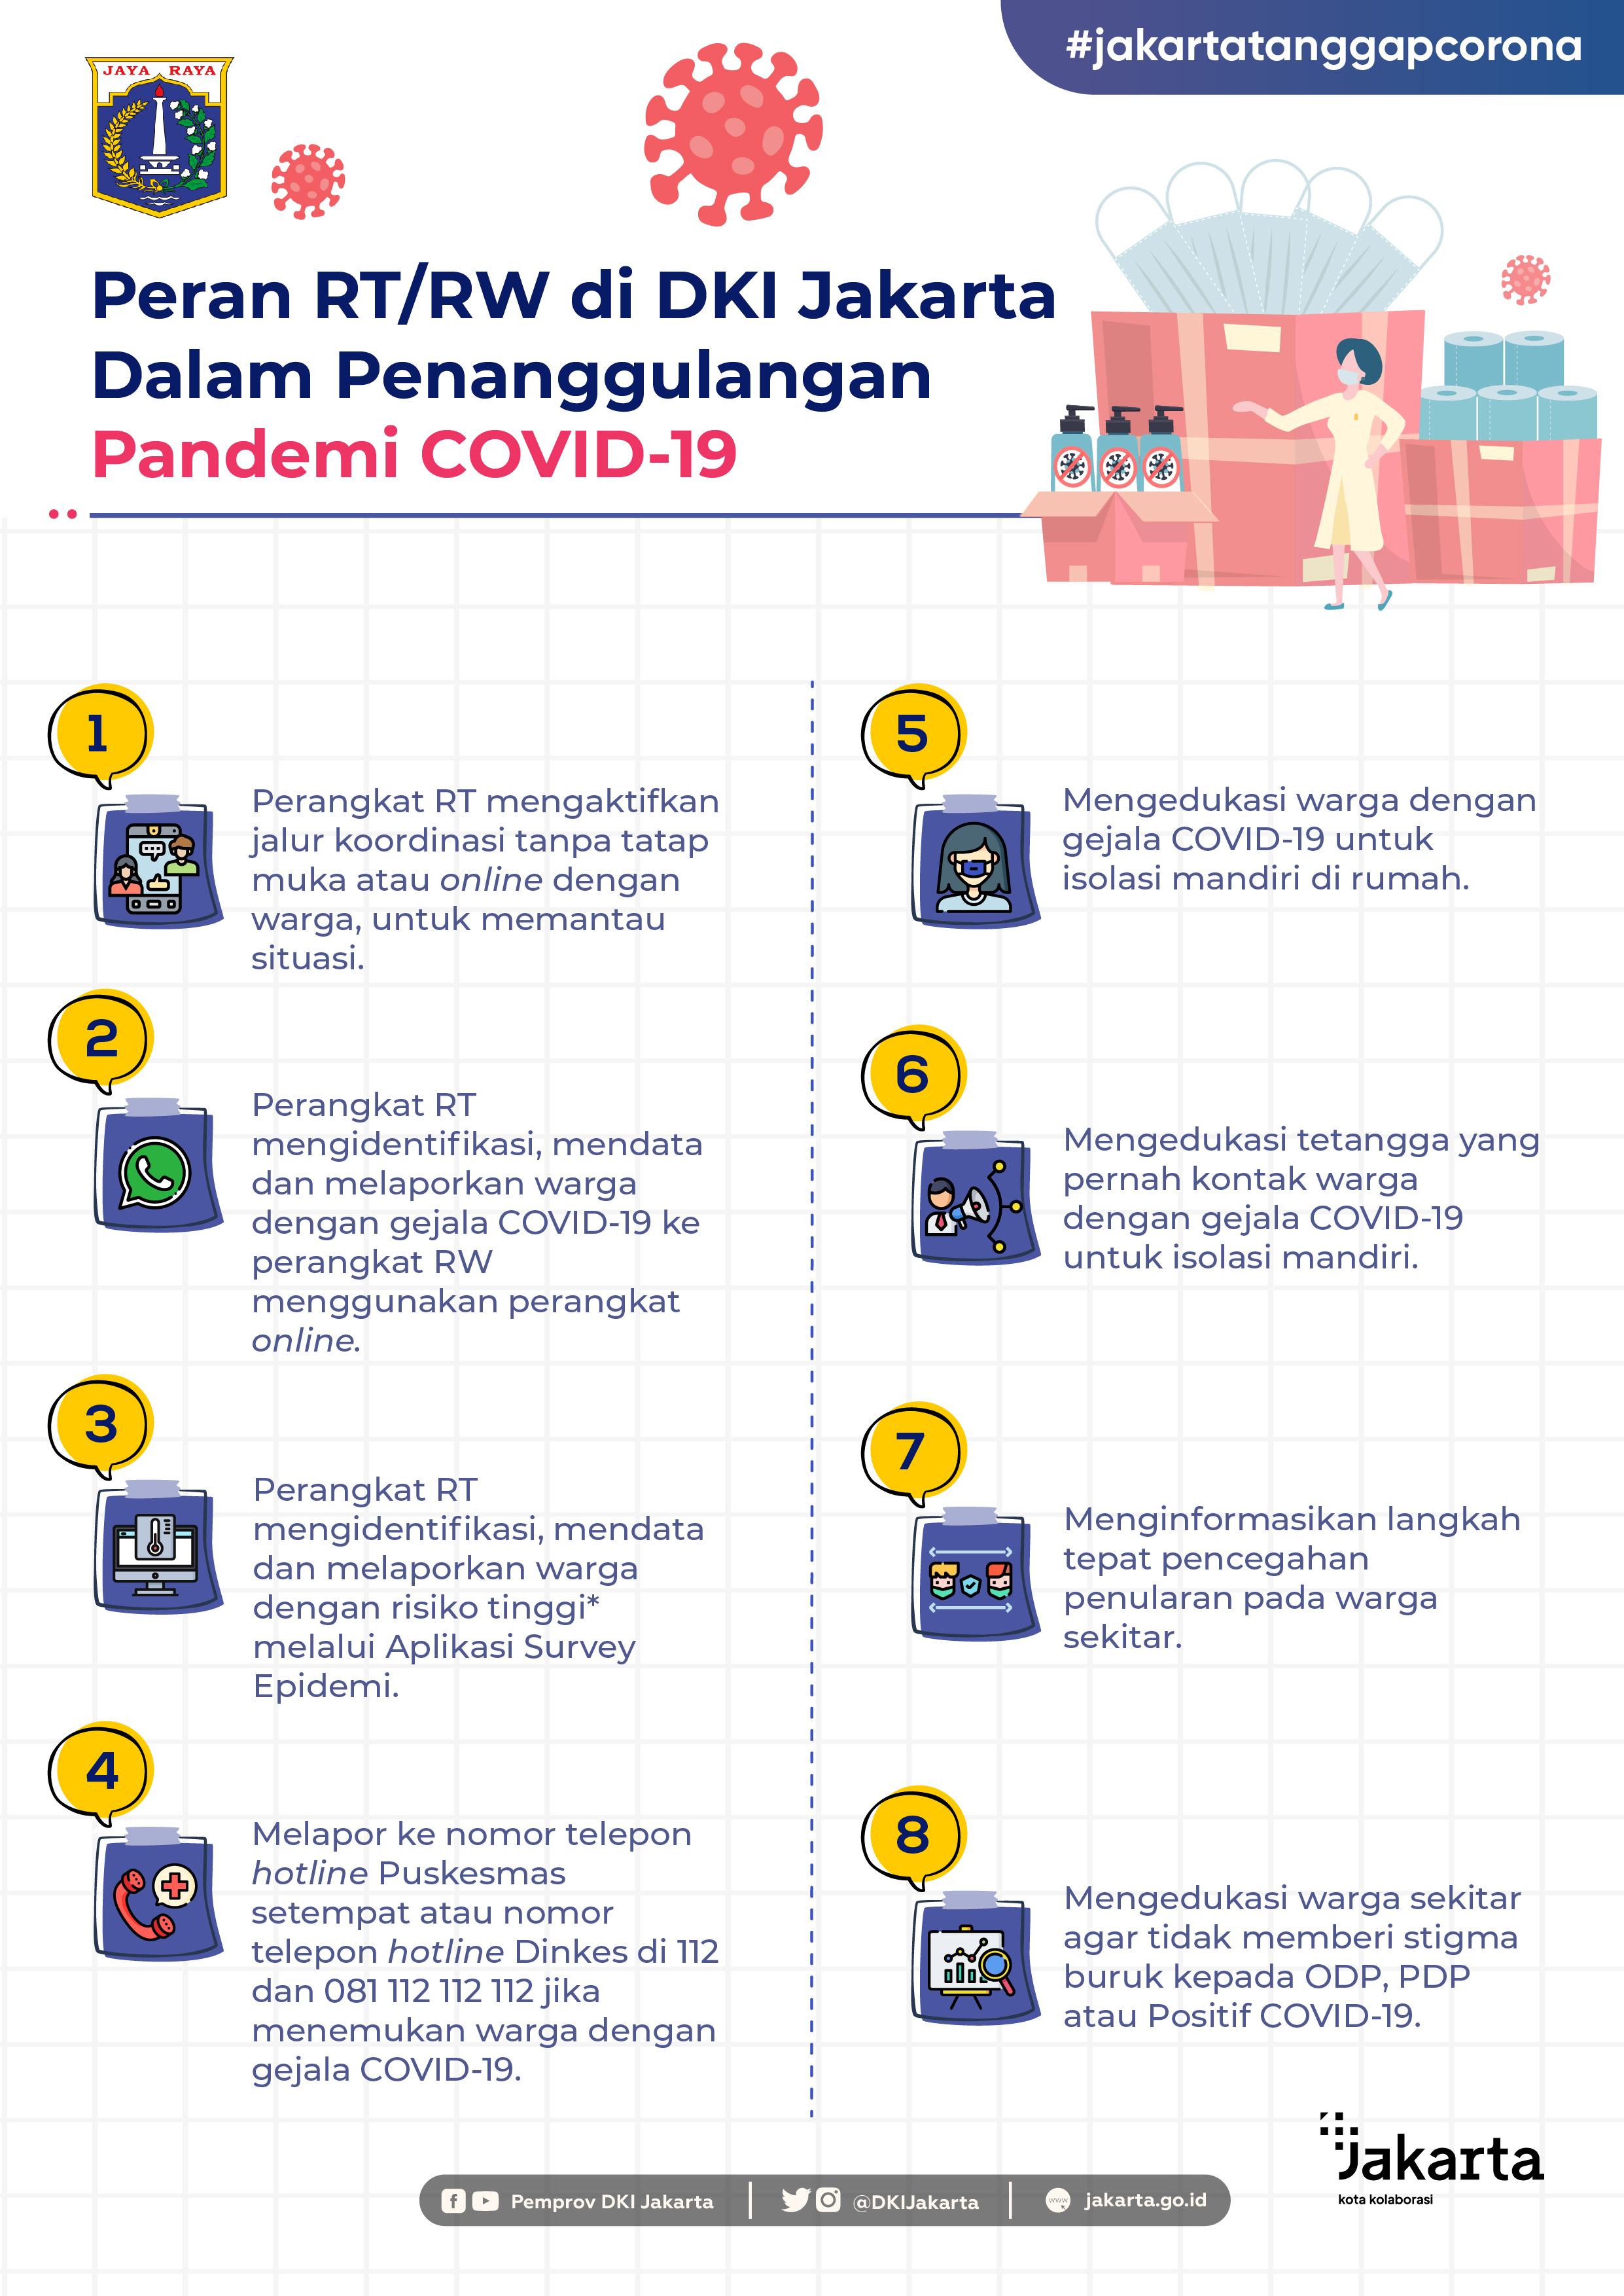 #jakartatanggapcorona
JAYA RAYA
Peran RT/RW di DKI Jakarta
Dalam Penanggulangan
Pandemi COVID-19
1
Perangkat RT mengaktifkan
jalur koordinasi tanpa tatap
muka atau online dengan
warga, untuk memantau
situasi.
2
Perangkat RT
mengidentifikasi, mendata
dan melaporkan warga
dengan gejala COVID-19 ke
perangkat RW
menggunakan perangkat
online.
3
Perangkat RT
mengidentifikasi, mendata
dan melaporkan warga
dengan risiko tinggi*
melalui Aplikasi Survey
Epidemi.
4
Melapor ke nomor telepon
hotline Puskesmas
setempat atau nomor
telepon hotline Dinkes di 112
dan 081 112 112 112 jika
menemukan warga dengan
gejala COVID-19.
5
Mengedukasi warga dengan
gejala COVID-19 untuk
isolasi mandiri di rumah.
6
Mengedukasi tetangga yang
pernah kontak warga
dengan gejala COVID-19
untuk isolasi mandiri.
7
Menginformasikan langkah
tepat pencegahan
penularan pada warga
sekitar.
8
Mengedukasi warga sekitar
agar tidak memberi stigma
buruk kepada ODP, PDP
atau Positif COVID-19.
Jakarta
kota kolaborasi
Pemprov DKI Jakarta
@DKIJakarta
www
jakarta.go.id